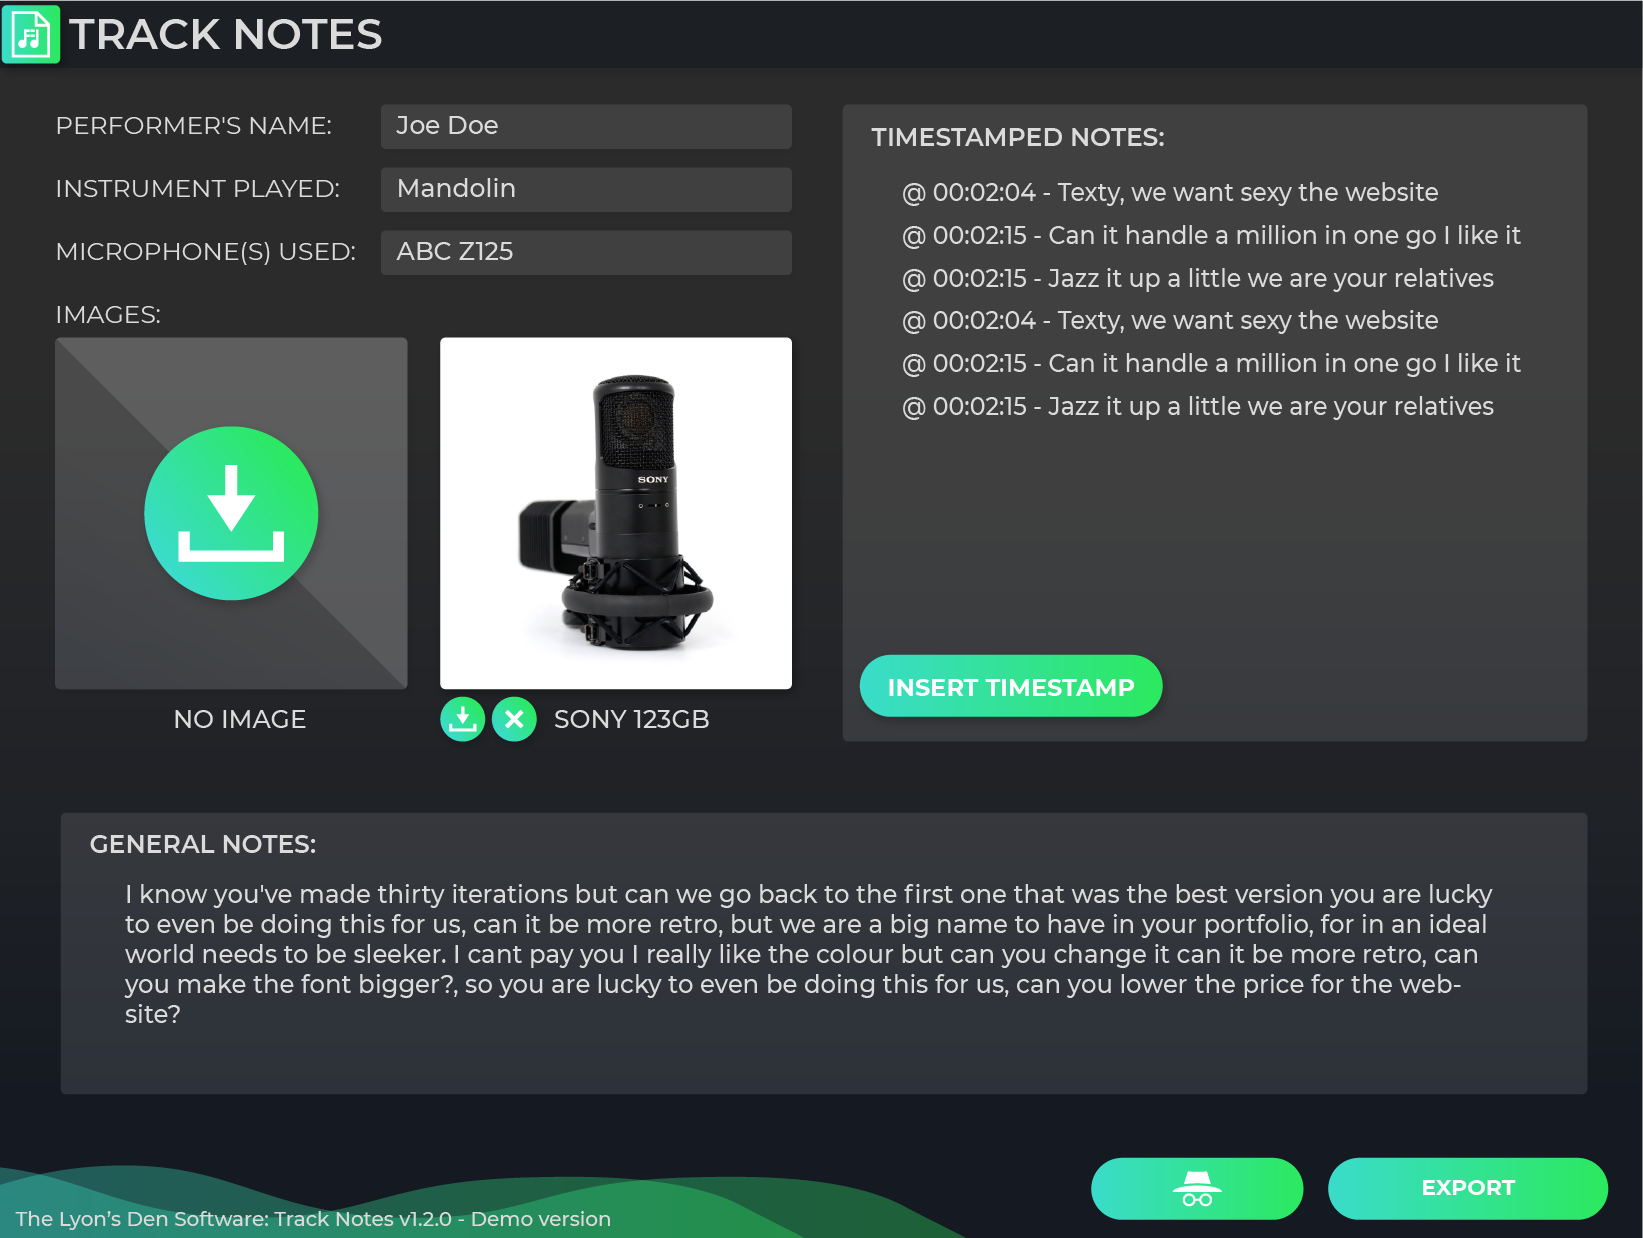 TRACK NOTES
PERFORMER'S NAME: Joe Doe
INSTRUMENT PLAYED: Mandolin
MICROPHONE(S) USED: ABC Z125
IMAGES:
SONY
NO IMAGE
SONY 123GB
TIMESTAMPED NOTES:
@ 00:02:04 - Texty, we want sexy the website
@ 00:02:15 - Can it handle a million in one go I like it
@ 00:02:15 - Jazz it up a little we are your relatives
@ 00:02:04 - Texty, we want sexy the website
@ 00:02:15 - Can it handle a million in one go I like it
@ 00:02:15 - Jazz it up a little we are your relatives
INSERT TIMESTAMP
GENERAL NOTES:
I know you've made thirty iterations but can we go back to the first one that was the best version you are lucky
to even be doing this for us, can it be more retro, but we are a big name to have in your portfolio, for in an ideal
world needs to be sleeker. I cant pay you I really like the colour but can you change it can it be more retro, can
you make the font bigger?, so you are lucky to even be doing this for us, can you lower the price for the web-
site?
EXPORT
The Lyon’s Den Software: Track Notes v1.2.0 - Demo version